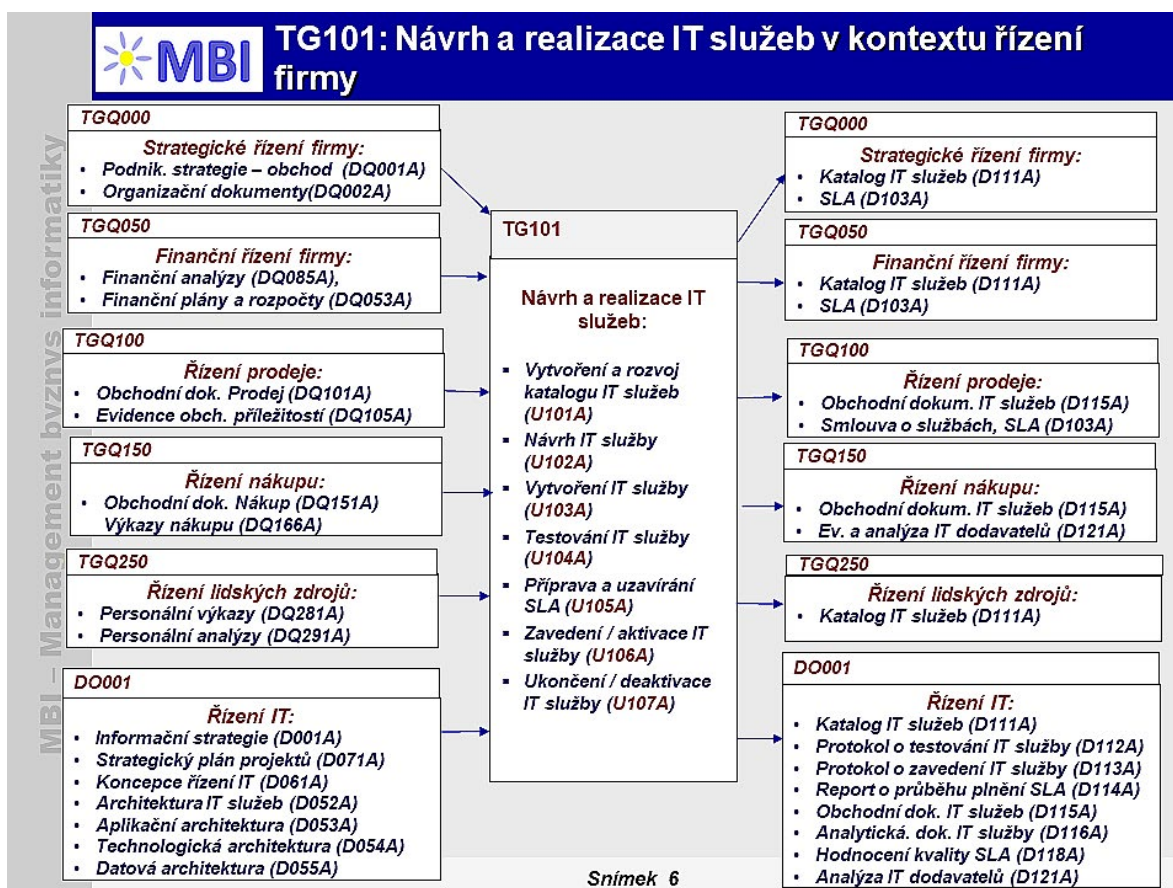 MBI
TG101: Návrh a realizace IT služeb v kontextu řízení
firmy
MBI – Management byznys informatiky
TGQ000
Strategické řízení firmy:
• Podnik. strategie – obchod (DQ001A)
• Organizační dokumenty(DQ002A)
TGQ050
Finanční řízení firmy:
• Finanční analýzy (DQ085A),
• Finanční plány a rozpočty (DQ053A)
TGQ100
Řízení prodeje:
• Obchodní dok. Prodej (DQ101A)
• Evidence obch. příležitostí (DQ105A)
TGQ150
Řízení nákupu:
• Obchodní dok. Nákup (DQ151A)
Výkazy nákupu (DQ166A)
TGQ250
Řízení lidských zdrojů:
• Personální výkazy (DQ281A)
• Personální analýzy (DQ291A)
DO001
Řízení IT:
• Informační strategie (D001A)
• Strategický plán projektů (D071A)
• Koncepce řízení IT (D061A)
• Architektura IT služeb (D052A)
• Aplikační architektura (D053A)
• Technologická architektura (D054A)
• Datová architektura (D055A)
TG101
Návrh a realizace IT
služeb:
▪ Vytvoření a rozvoj
katalogu IT služeb
(U101A)
▪ Návrh IT služby
(U102A)
▪ Vytvoření IT služby
(U103A)
▪ Testování IT služby
(U104A)
▪ Příprava a uzavírání
SLA (U105A)
▪ Zavedení / aktivace IT
služby (U106A)
▪ Ukončení / deaktivace
IT služby (U107A)
TGQ000
Strategické řízení firmy:
• Katalog IT služeb (D111A)
• SLA (D103A)
TGQ050
Finanční řízení firmy:
• Katalog IT služeb (D111A)
• SLA (D103A)
TGQ100
Řízení prodeje:
• Obchodní dokum. IT služeb (D115A)
• Smlouva o službách, SLA (D103A)
TGQ150
Řízení nákupu:
• Obchodní dokum. IT služeb (D115A)
• Ev. a analýza IT dodavatelů (D121A)
TGQ250
Řízení lidských zdrojů:
• Katalog IT služeb (D111A)
DO001
Řízení IT:
• Katalog IT služeb (D111A)
• Protokol o testování IT služby (D112A)
• Protokol o zavedení IT služby (D113A)
• Report o průběhu plnění SLA (D114A)
• Obchodní dok. IT služeb (D115A)
• Analytická. dok. IT služby (D116A)
• Hodnocení kvality SLA (D118A)
• Analýza IT dodavatelů (D121A)
Snímek 6